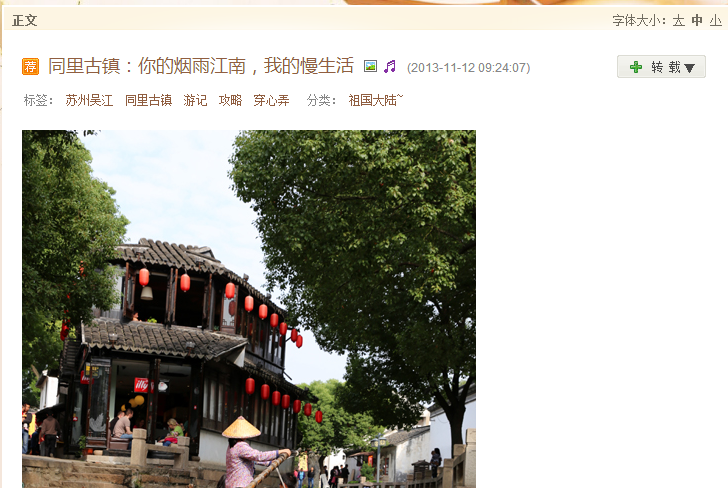 正文 字体大小：大 中 小
荐 同里古镇：你的烟雨江南，我的慢生活 (2013-11-12 09:24:07) 转 载▼
标签： 苏州吴江 同里古镇 游记 攻略 穿心弄 分类： 祖国大陆~
illy